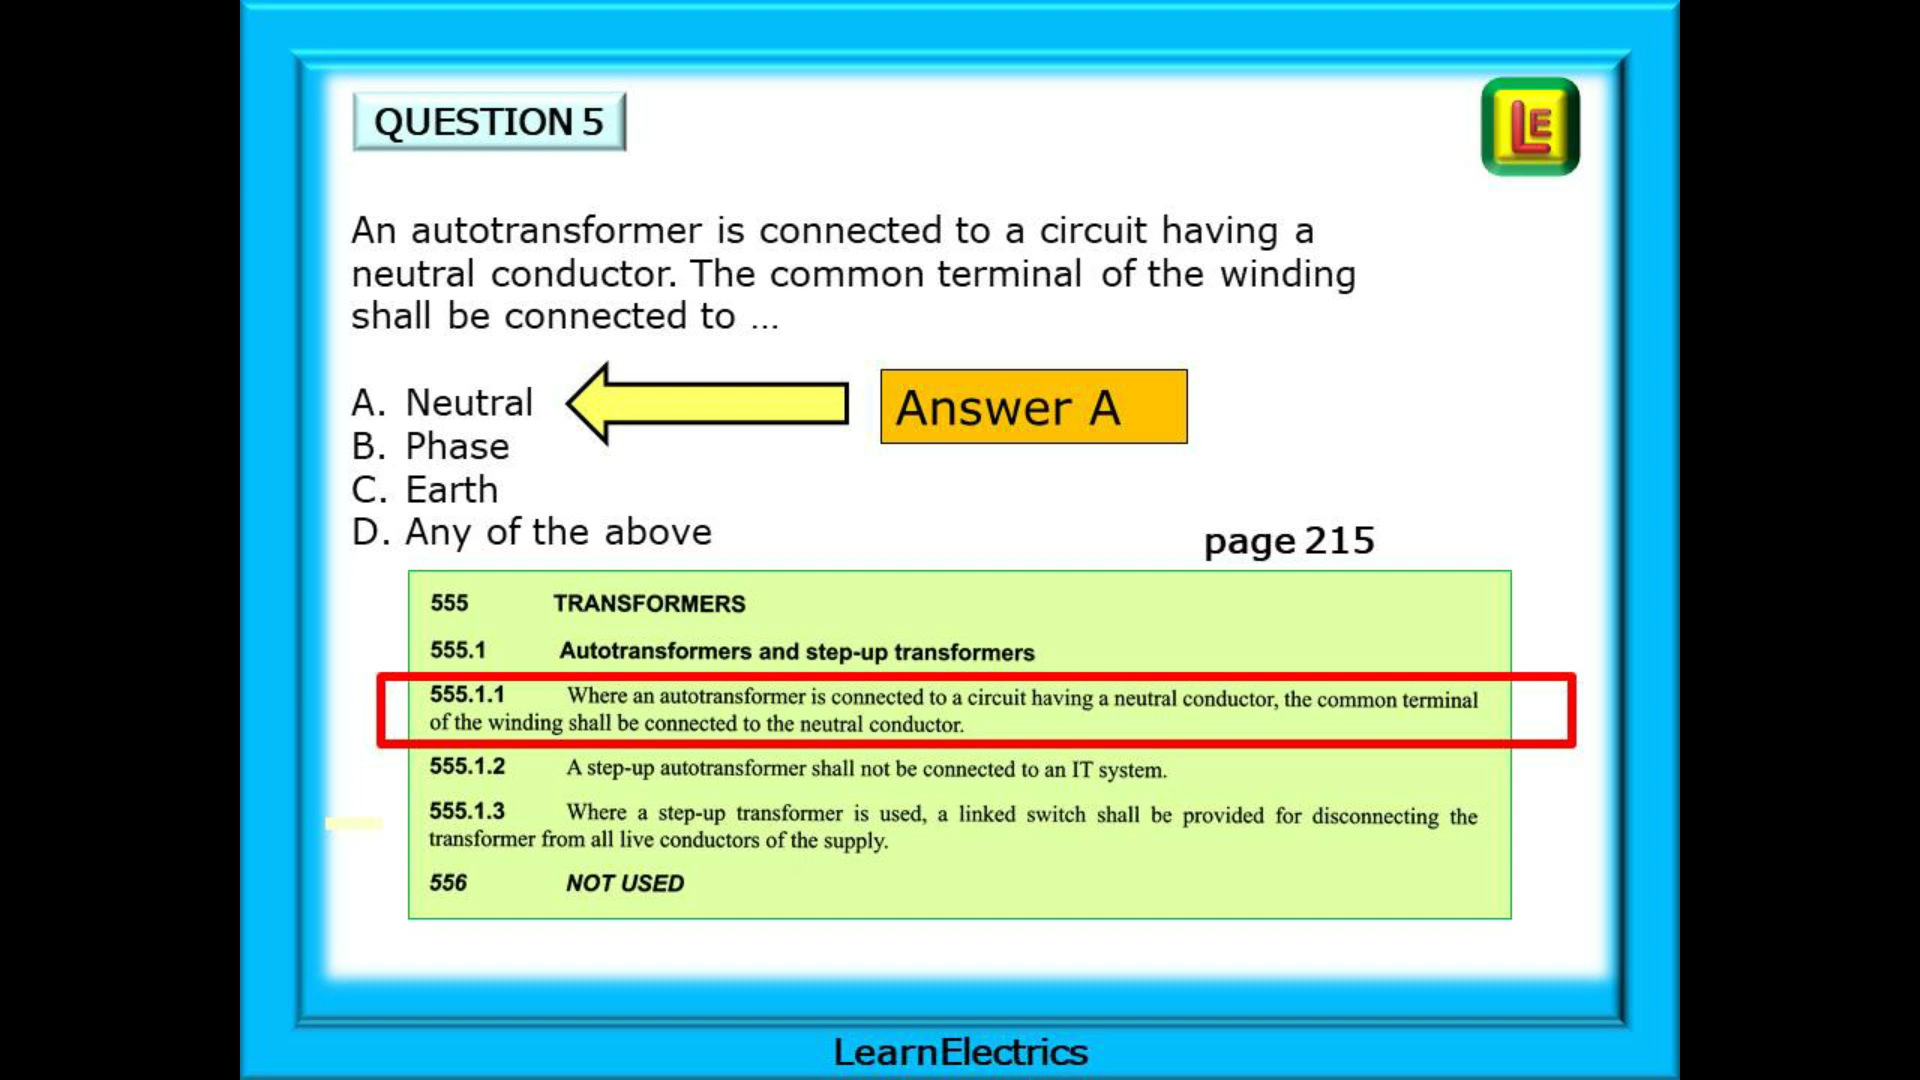 QUESTION 5
LE
An autotransformer is connected to a circuit having a
neutral conductor. The common terminal of the winding
shall be connected to ...
A. Neutral
Answer A
B. Phase
C. Earth
D. Any of the above
page 215
555 TRANSFORMERS
555.1 Autotransformers and step-up transformers
555.1.1 Where an autotransformer is connected to a circuit having a neutral conductor, the common terminal
of the winding shall be connected to the neutral conductor.
555.1.2 A step-up autotransformer shall not be connected to an IT system.
555.1.3 Where a step-up transformer is used, a linked switch shall be provided for disconnecting the
transformer from all live conductors of the supply.
556 NOT USED
LearnElectrics